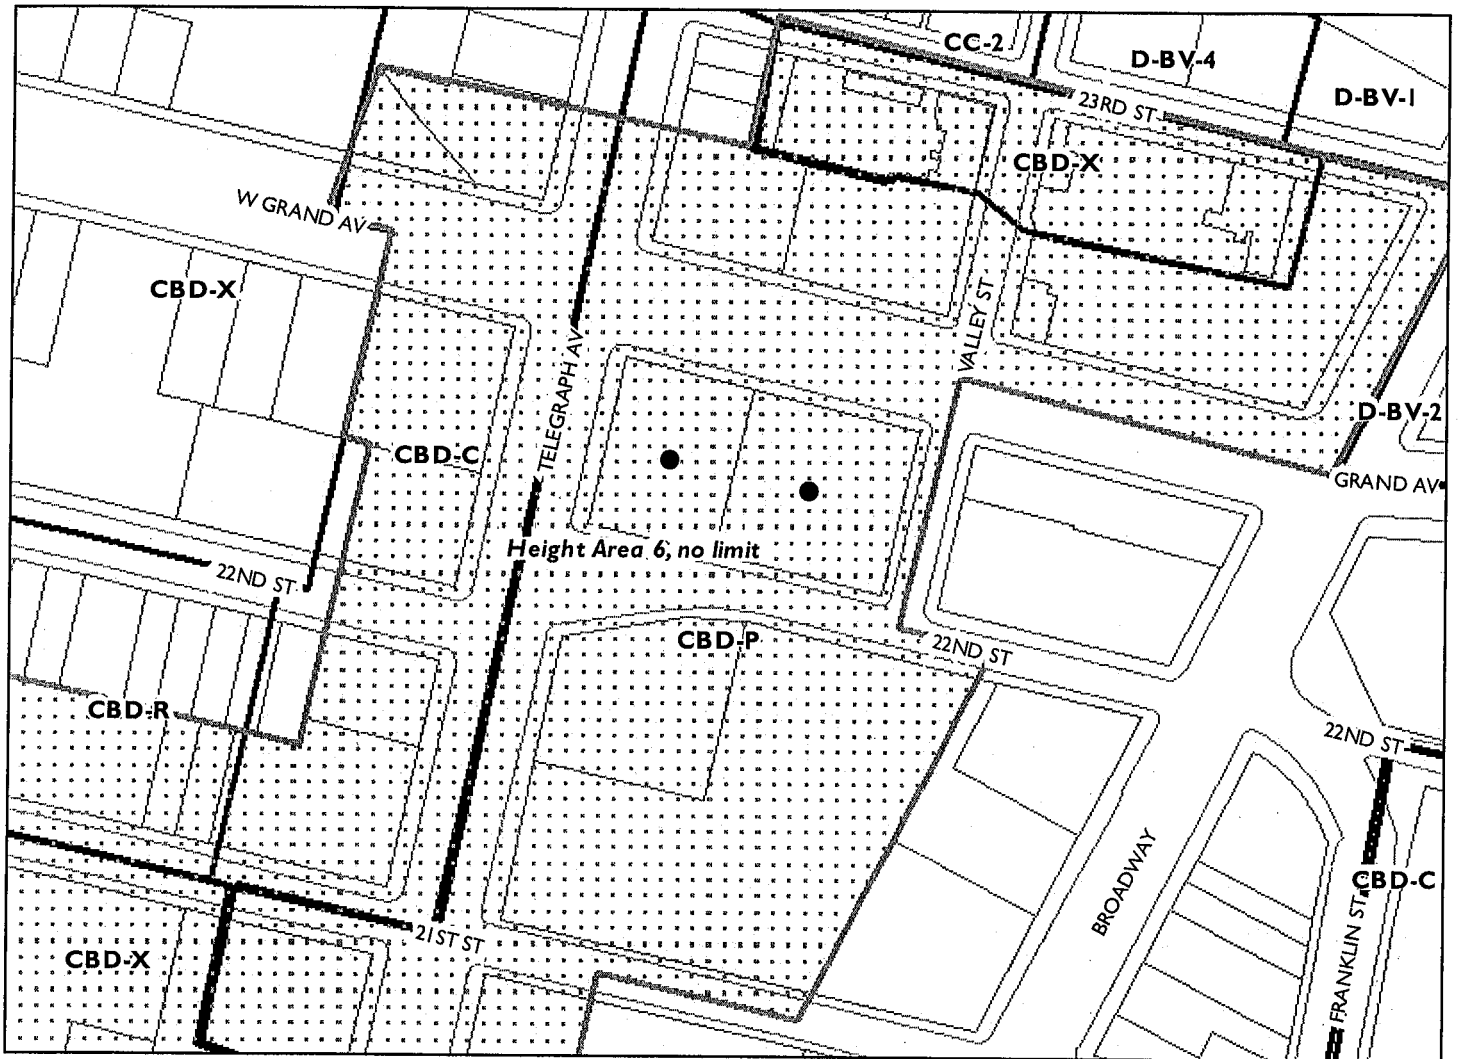 CC-2
D-BV-4
D-BV-1
23RD ST
CBD-X
W GRAND AV
CBD-X
VALLEY ST
TELEGRAPH AV
D-BV-2
CBD-C
GRAND AV
Height Area 6, no limit
22ND ST
CBD-P
22ND ST
CBD-R
22ND ST
BROADWAY
CBD-C
FRANKLIN ST
21ST ST
CBD-X